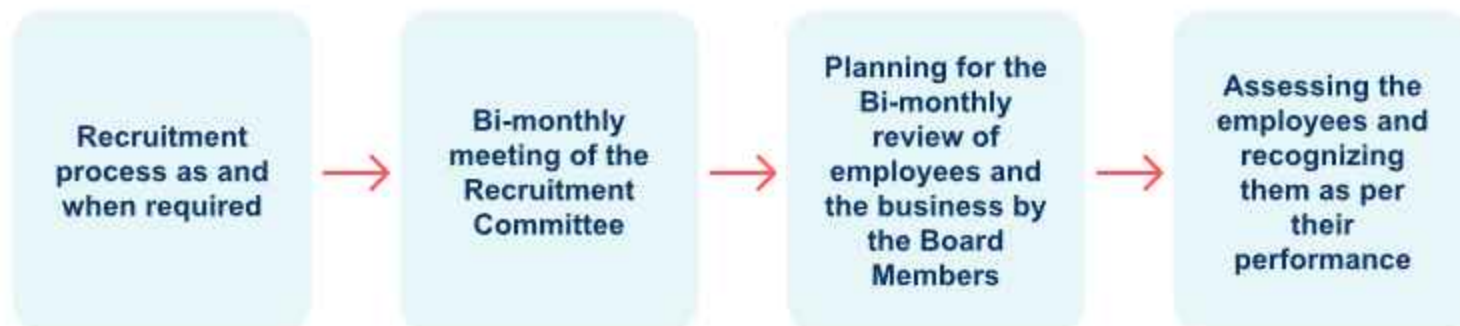 Recruitment
process as and
when required
Bi-monthly
meeting of the
Recruitment
Committee
Planning for the
Bi-monthly
review of
employees and
the business by
the Board
Members
Assessing the
employees and
recognizing
them as per
their
performance